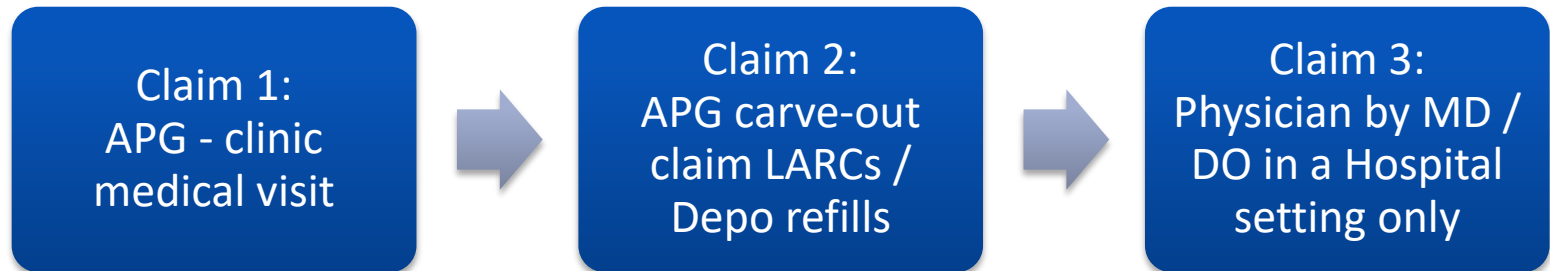 Claim 1:
APG - clinic
medical visit
Claim 2:
APG carve-out
claim LARCs /
Depo refills
Claim 3:
Physician by MD /
DO in a Hospital
setting only